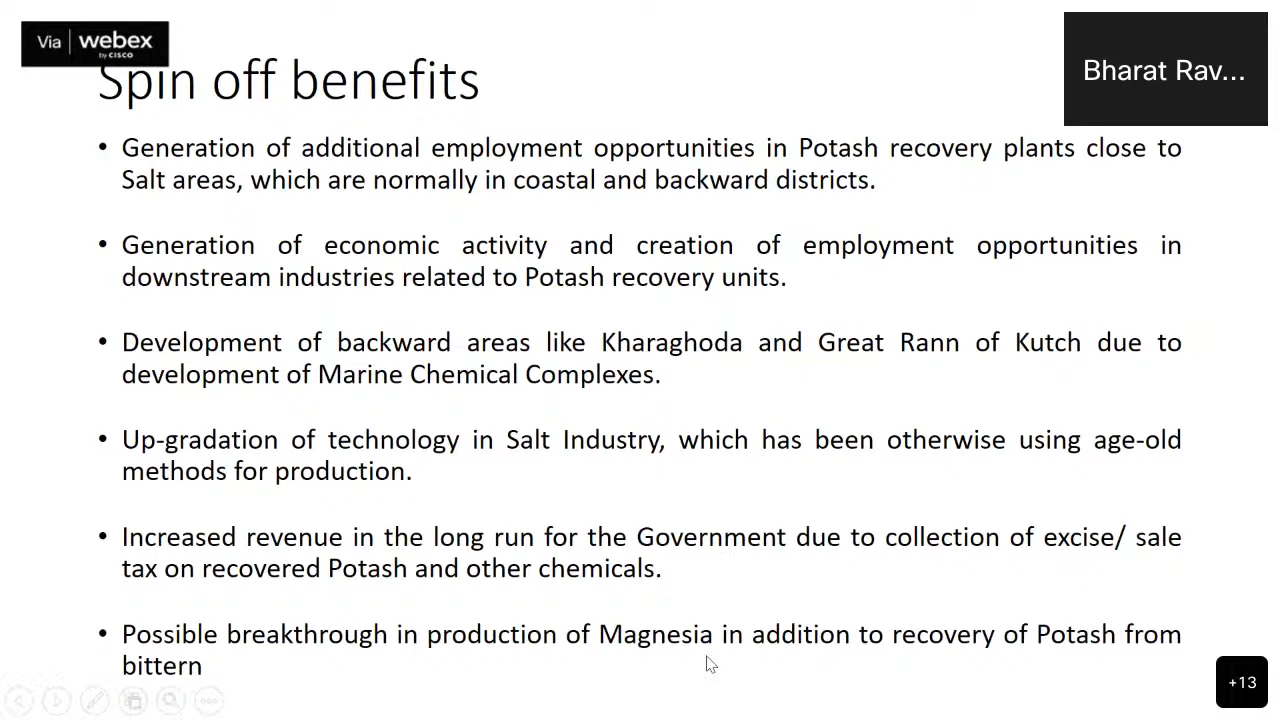 Via webex
by CISCO
Bharat Rav...
Spin off benefits
• Generation of additional employment opportunities in Potash recovery plants close to
Salt areas, which are normally in coastal and backward districts.
• Generation of economic activity and creation of employment opportunities in
downstream industries related to Potash recovery units.
• Development of backward areas like Kharaghoda and Great Rann of Kutch due to
development of Marine Chemical Complexes.
• Up-gradation of technology in Salt Industry, which has been otherwise using age-old
methods for production.
• Increased revenue in the long run for the Government due to collection of excise/ sale
tax on recovered Potash and other chemicals.
• Possible breakthrough in production of Magnesia in addition to recovery of Potash from
bittern
+13